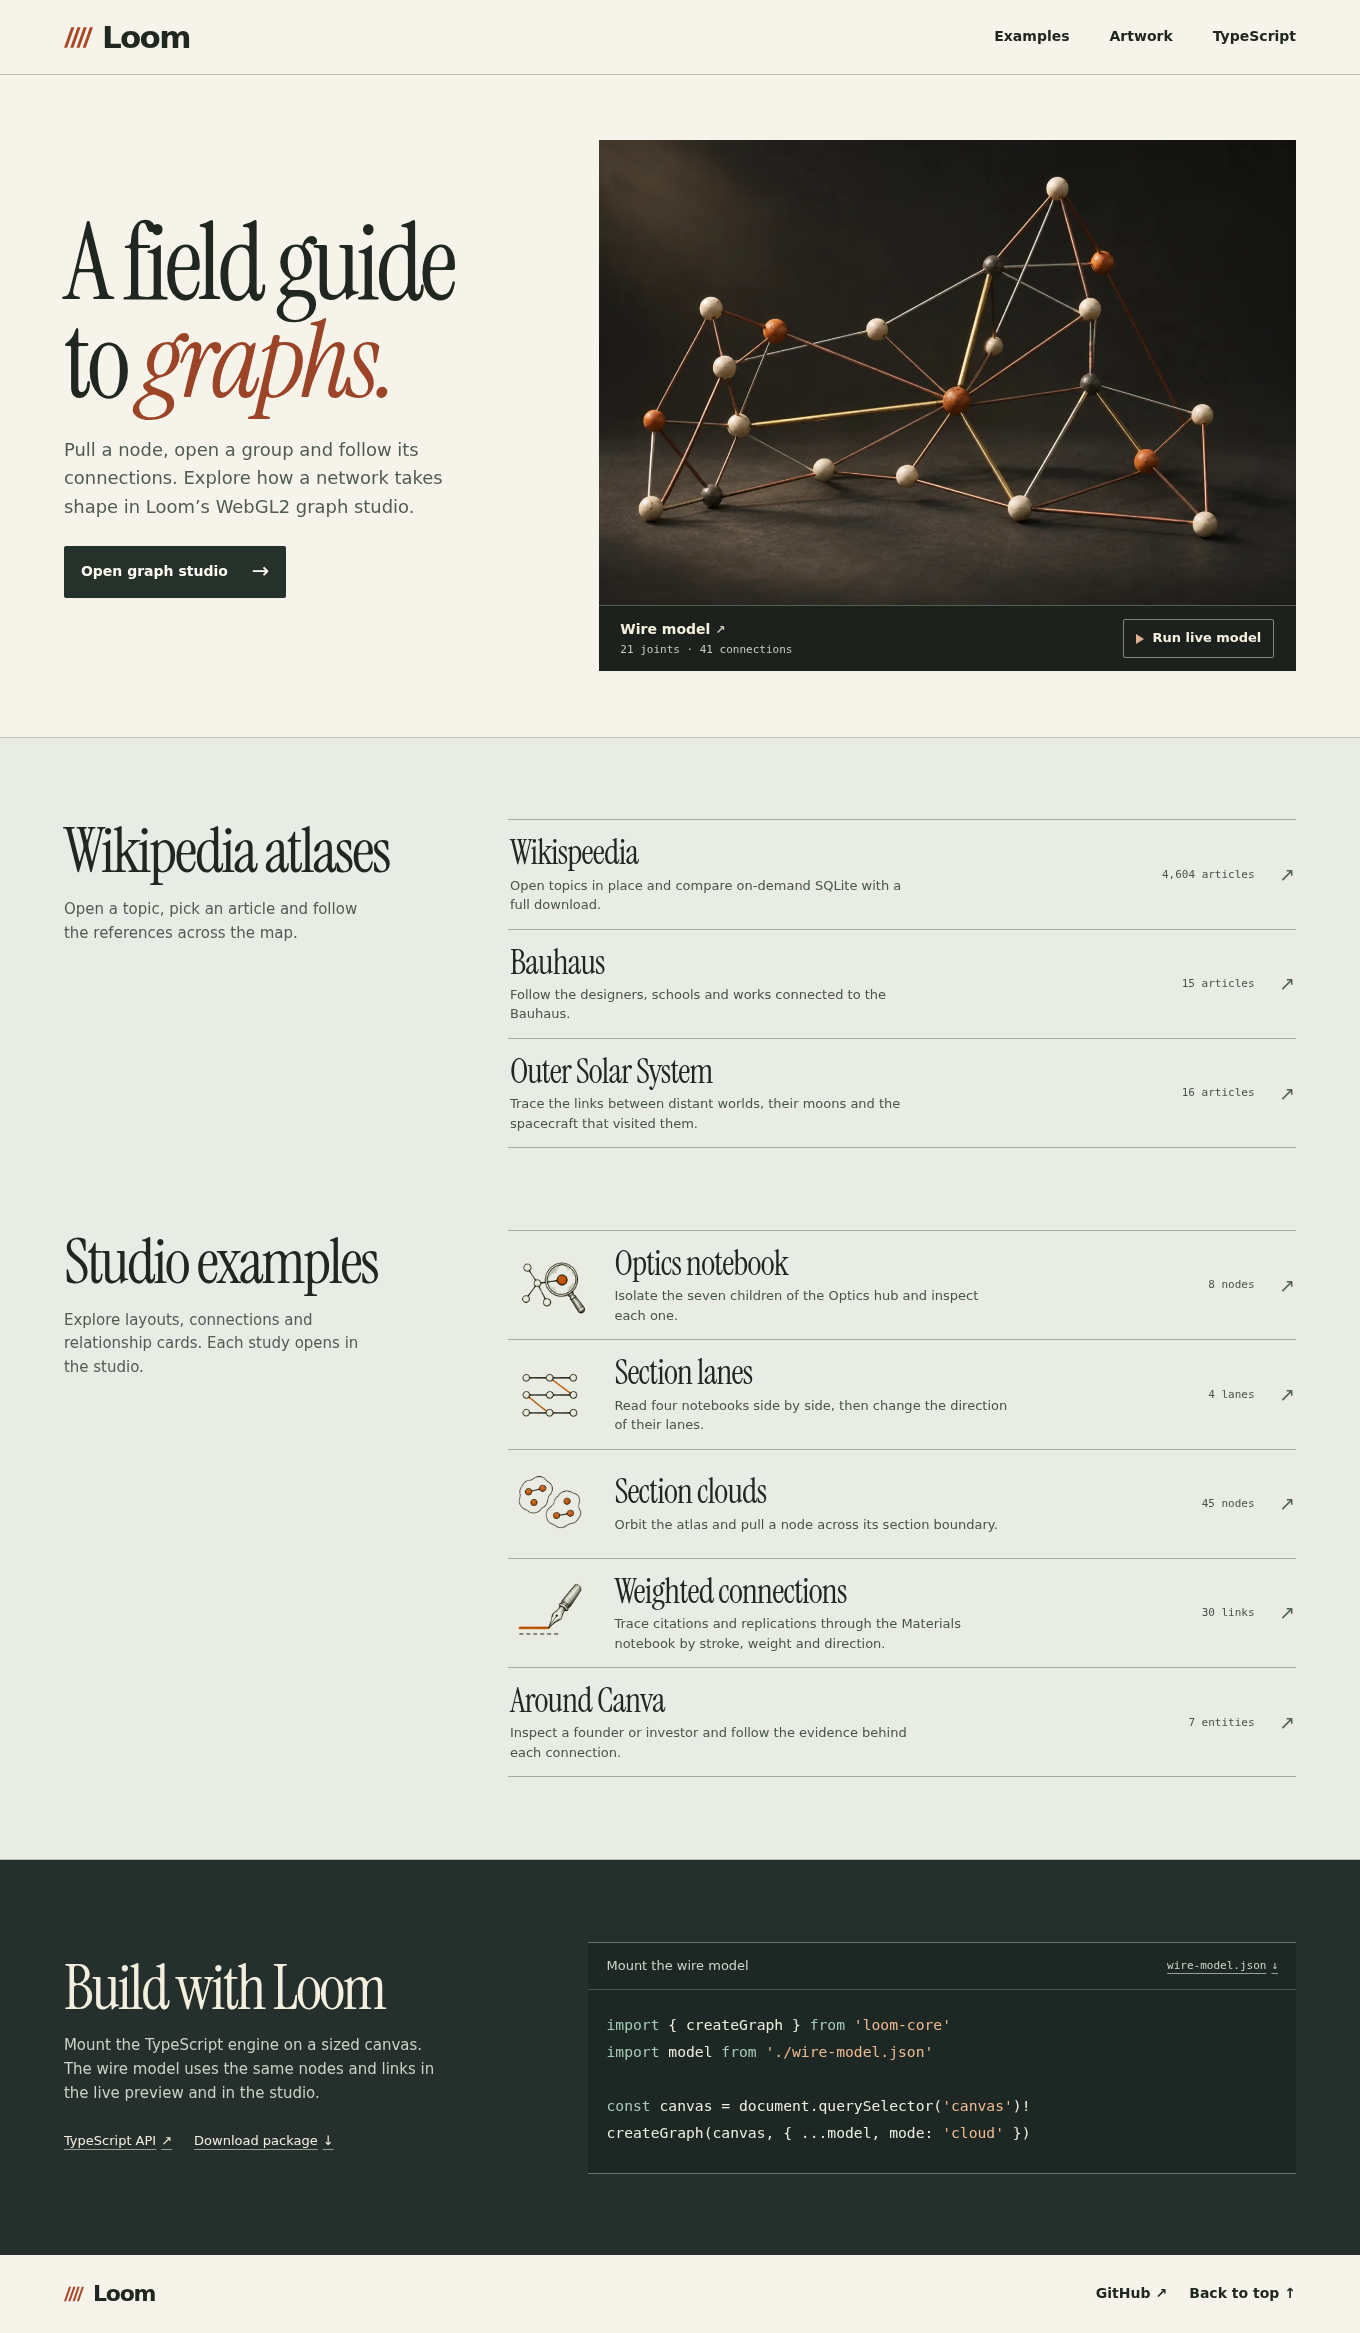 Loom
Examples Artwork TypeScript
A field guide
to graphs.
Pull a node, open a group and follow its
connections. Explore how a network takes
shape in Loom’s WebGL2 graph studio.
Open graph studio →
Wire model ↗
21 joints · 41 connections
Run live model
Wikipedia atlases
Open a topic, pick an article and follow
the references across the map.
Wikispeedia
Open topics in place and compare on-demand SQLite with a
full download.
4,604 articles ↗
Bauhaus
Follow the designers, schools and works connected to the
Bauhaus.
15 articles ↗
Outer Solar System
Trace the links between distant worlds, their moons and the
spacecraft that visited them.
16 articles ↗
Studio examples
Explore layouts, connections and
relationship cards. Each study opens in
the studio.
Optics notebook
Isolate the seven children of the Optics hub and inspect
each one.
8 nodes ↗
Section lanes
Read four notebooks side by side, then change the direction
of their lanes.
4 lanes ↗
Section clouds
Orbit the atlas and pull a node across its section boundary.
45 nodes ↗
Weighted connections
Trace citations and replications through the Materials
notebook by stroke, weight and direction.
30 links ↗
Around Canva
Inspect a founder or investor and follow the evidence behind
each connection.
7 entities ↗
Build with Loom
Mount the TypeScript engine on a sized canvas.
The wire model uses the same nodes and links in
the live preview and in the studio.
TypeScript API ↗ Download package ↓
Mount the wire model
wire-model.json ↓
import { createGraph } from 'loom-core'
import model from './wire-model.json'
const canvas = document.querySelector('canvas')!
createGraph(canvas, { ...model, mode: 'cloud' })
Loom
GitHub ↗ Back to top ↑